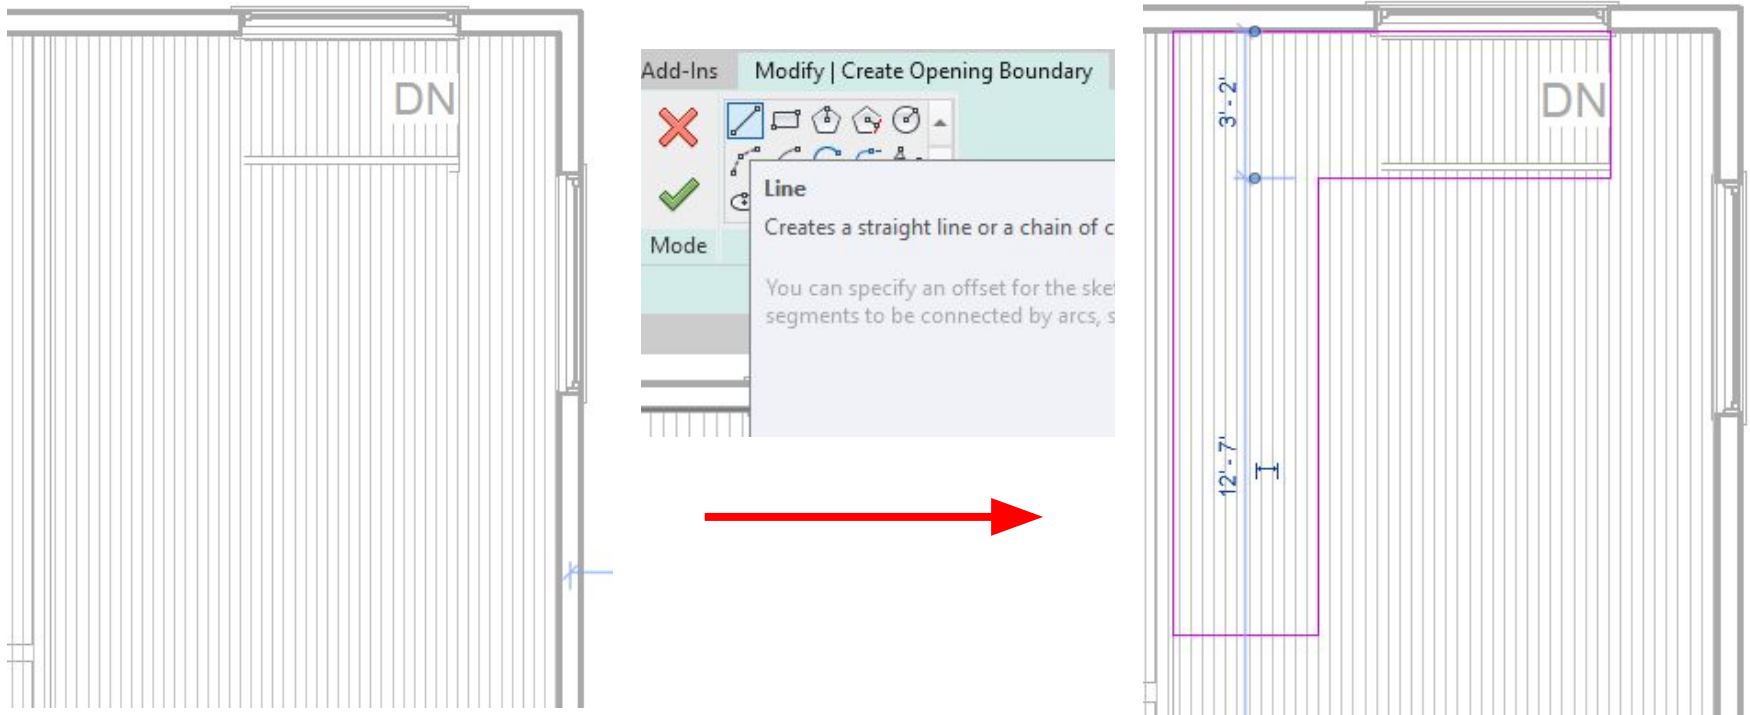 DN
Add-Ins
Modify | Create Opening Boundary
Mode
Line
Creates a straight line or a chain of c
You can specify an offset for the ske
segments to be connected by arcs, s
3' - 2"
12' - 7"
DN